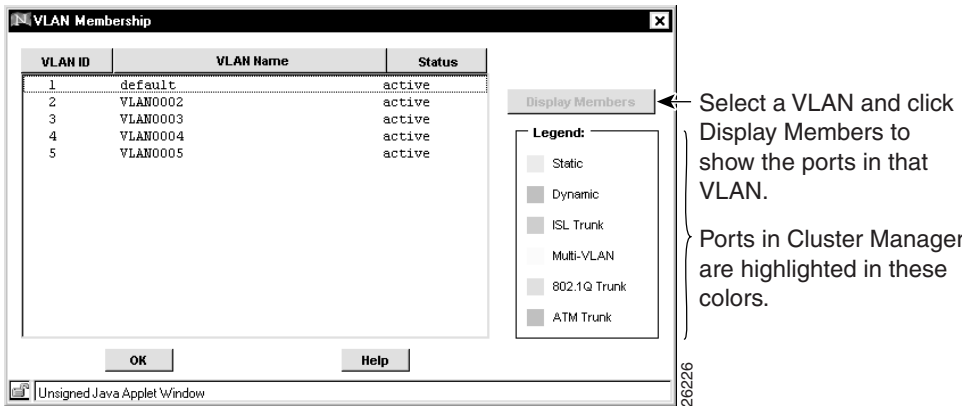 VLAN Membership
VLAN ID VLAN Name Status
1 default active
2 VLAN0002 active
3 VLAN0003 active
4 VLAN0004 active
5 VLAN0005 active
Display Members
Legend:
Static
Dynamic
ISL Trunk
Multi-VLAN
802.1Q Trunk
ATM Trunk
OK Help
Unsigned Java Applet Window
Select a VLAN and click
Display Members to
show the ports in that
VLAN.
Ports in Cluster Manager
are highlighted in these
colors.
26226